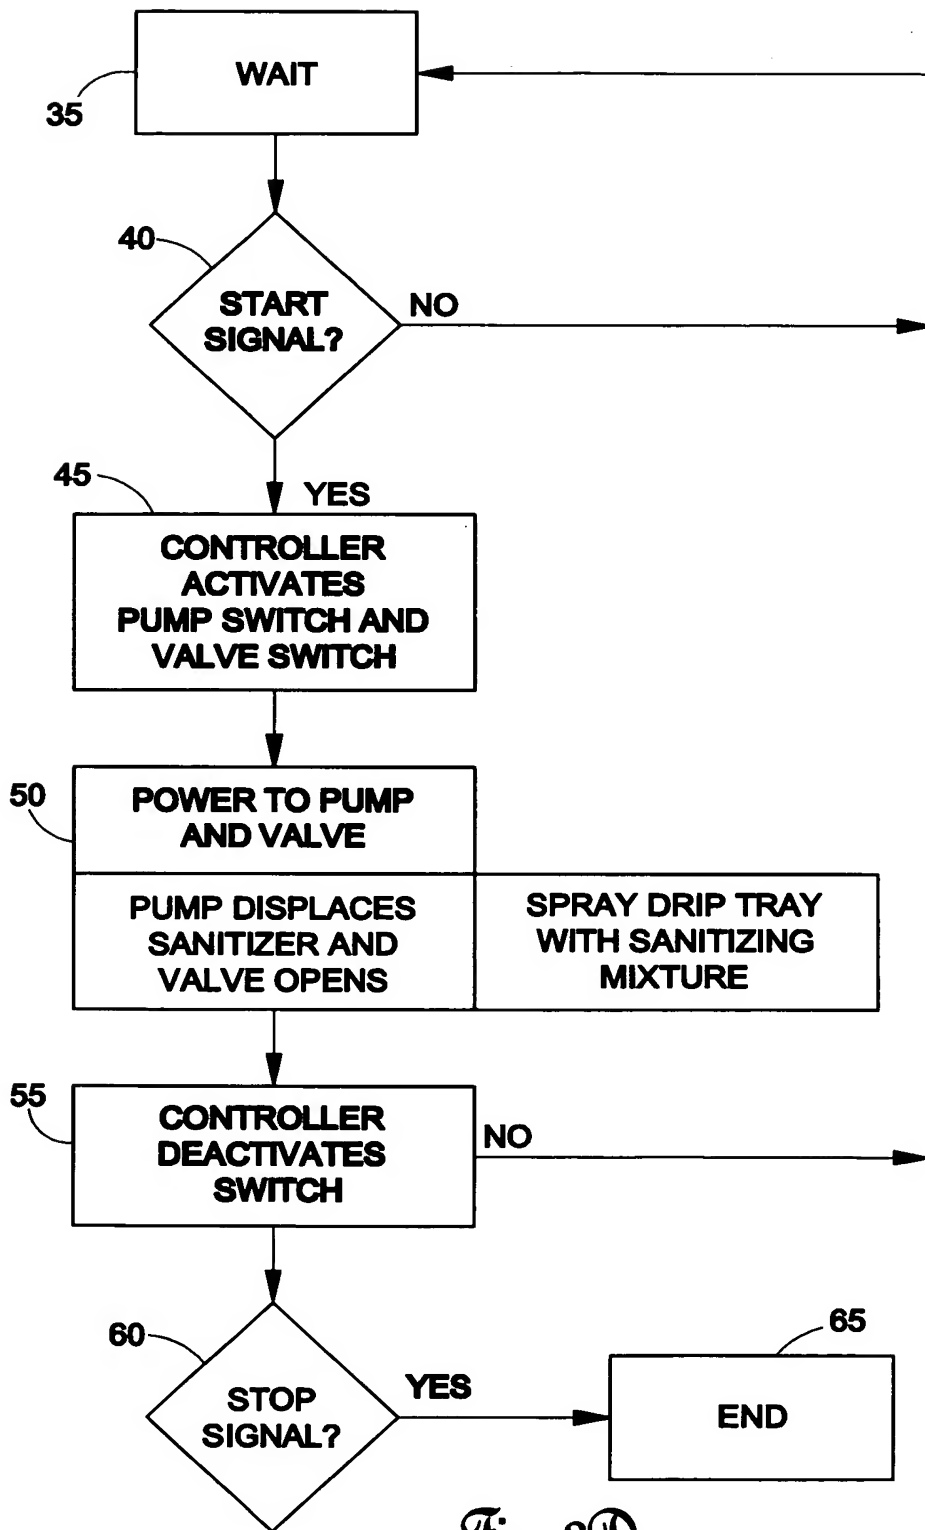 WAIT
35
40
START
SIGNAL?
NO
45
YES
CONTROLLER
ACTIVATES
PUMP SWITCH AND
VALVE SWITCH
50
POWER TO PUMP
AND VALVE
PUMP DISPLACES
SANITIZER AND
VALVE OPENS
SPRAY DRIP TRAY
WITH SANITIZING
MIXTURE
55
CONTROLLER
DEACTIVATES
SWITCH
NO
60
STOP
SIGNAL?
YES
65
END